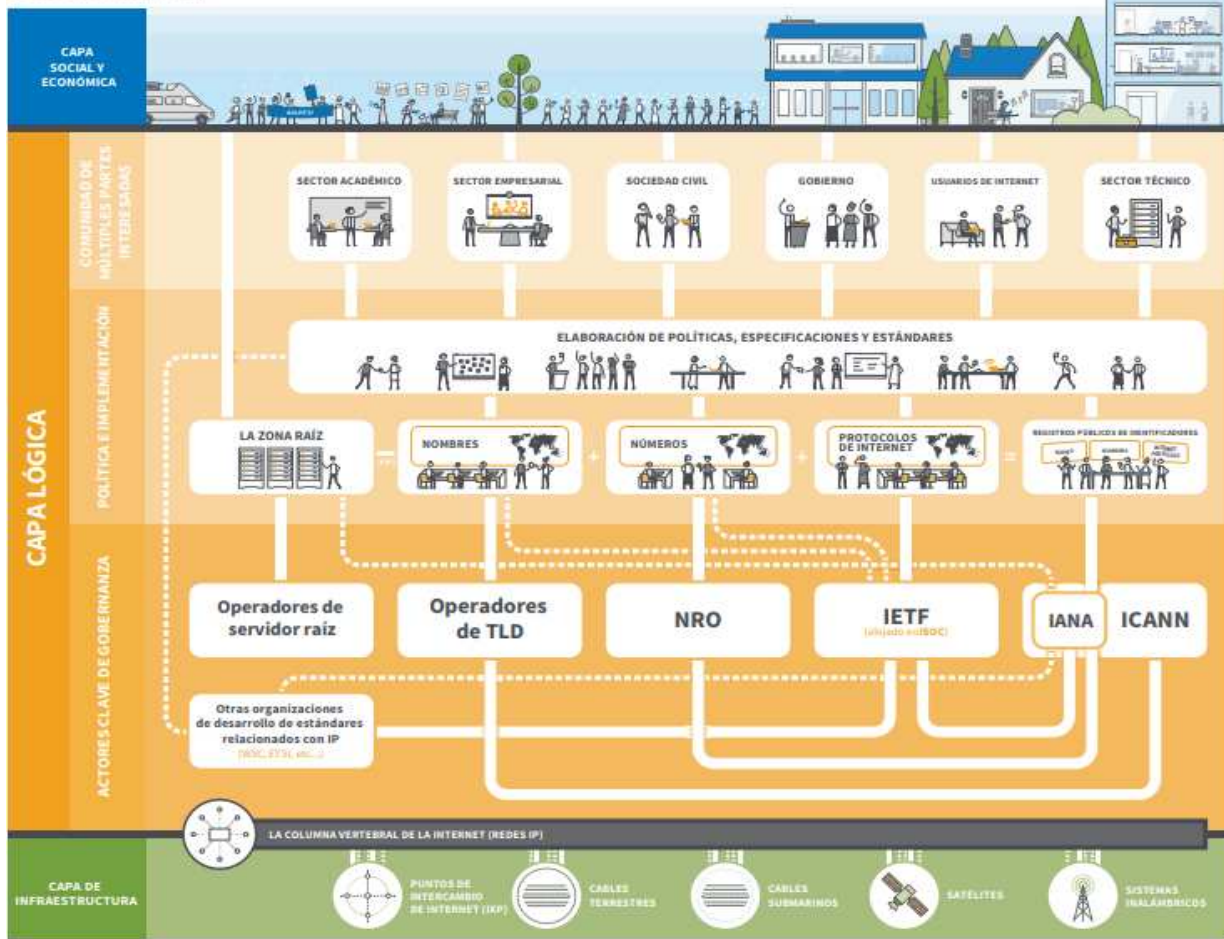 CAPA
SOCIAL Y
ECONÓMICA
CAPA LÓGICA
COMUNIDAD DE
MÚLTIPLES PARTES
INTERESADAS
SECTOR ACADÉMICO
SECTOR EMPRESARIAL
SOCIEDAD CIVIL
GOBIERNO
USUARIOS DE INTERNET
SECTOR TÉCNICO
POLÍTICA E IMPLEMENTACIÓN
ELABORACIÓN DE POLÍTICAS, ESPECIFICACIONES Y ESTÁNDARES
LA ZONA RAÍZ
=
NOMBRES
+
NÚMEROS
+
PROTOCOLOS
DE INTERNET
=
REGISTROS PÚBLICOS DE IDENTIFICADORES
ACTORES CLAVE DE GOBERNANZA
Operadores de
servidor raíz
Operadores
de TLD
NRO
IETF
(alojado en ISOC)
IANA
ICANN
Otras organizaciones
de desarrollo de estándares
relacionados con IP
LA COLUMNA VERTEBRAL DE LA INTERNET (REDES IP)
CAPA DE
INFRAESTRUCTURA
PUNTOS DE
INTERCAMBIO
DE INTERNET (IXP)
CABLES
TERRESTRES
CABLES
SUBMARINOS
SATÉLITES
SISTEMAS
INALÁMBRICOS